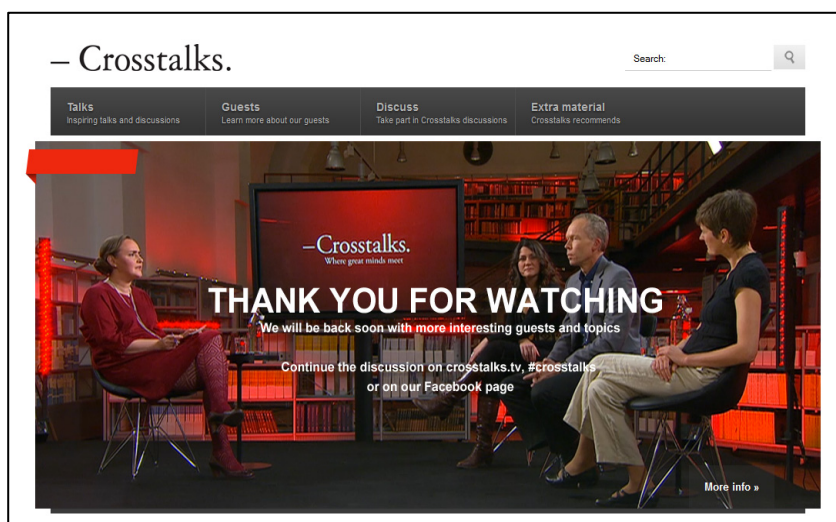 – Crosstalks.
Search:
Talks
Inspiring talks and discussions
Guests
Learn more about our guests
Discuss
Take part in Crosstalks discussions
Extra material
Crosstalks recommends
–Crosstalks.
Where great minds meet
THANK YOU FOR WATCHING
We will be back soon with more interesting guests and topics
Continue the discussion on crosstalks.tv, #crosstalks
or on our Facebook page
More info »